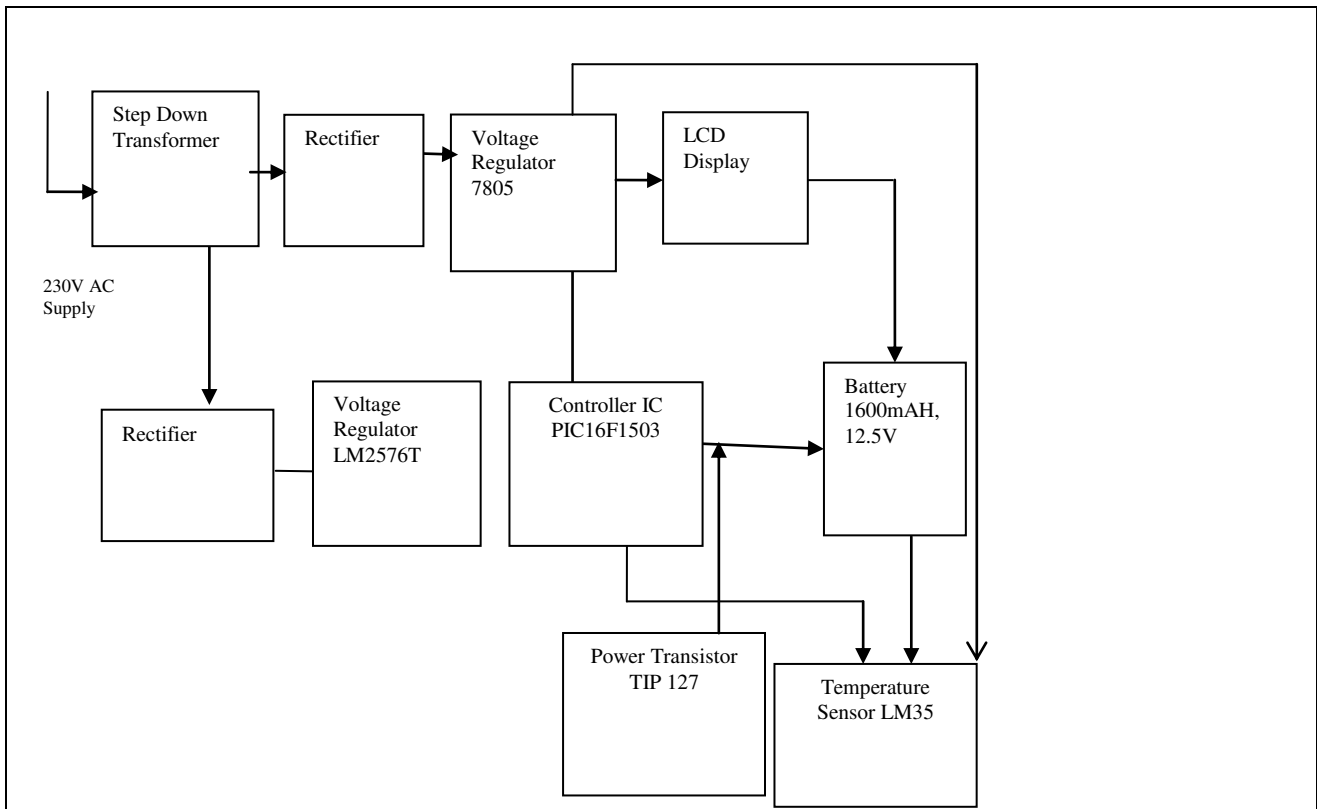 Step Down
Transformer
Rectifier
Voltage
Regulator
7805
LCD
Display
230V AC
Supply
Rectifier
Voltage
Regulator
LM2576T
Controller IC
PIC16F1503
Battery
1600mAH,
12.5V
Power Transistor
TIP 127
Temperature
Sensor LM35